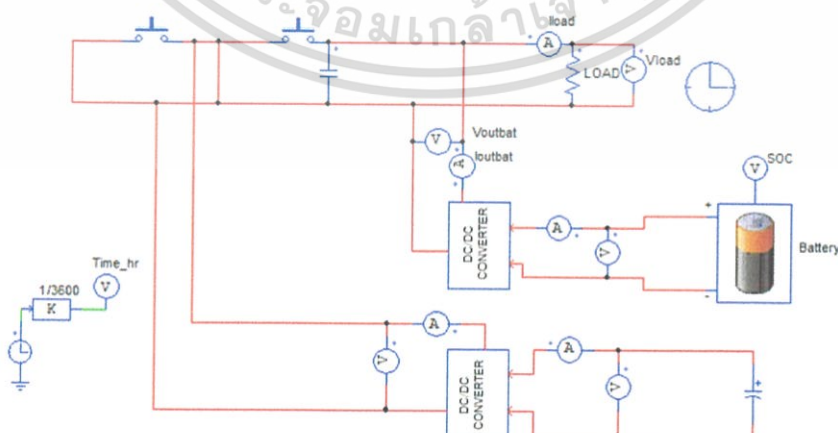 ะจอมเกล้าเจ้
Iload
A
LOAD
V
Vload
V
Voutbat
A
Ioutbat
V
SOC
DC/DC
CONVERTER
A
V
+
-
Battery
Time_hr
V
1/3600
K
A
V
DC/DC
CONVERTER
A
V